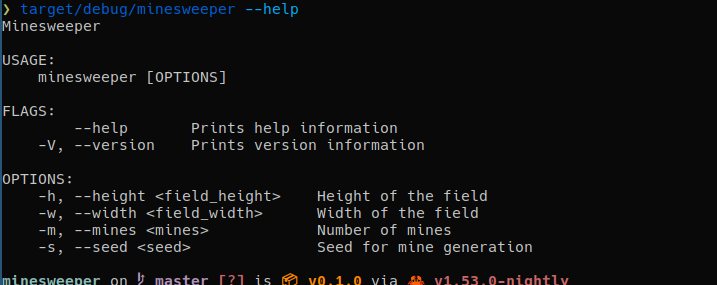 ❯ target/debug/minesweeper --help
Minesweeper
USAGE:
    minesweeper [OPTIONS]
FLAGS:
        --help       Prints help information
    -V, --version    Prints version information
OPTIONS:
    -h, --height <field_height>    Height of the field
    -w, --width <field_width>      Width of the field
    -m, --mines <mines>            Number of mines
    -s, --seed <seed>              Seed for mine generation
minesweeper on master [?] is 📦 v0.1.0 via 🦀 v1.53.0-nightly